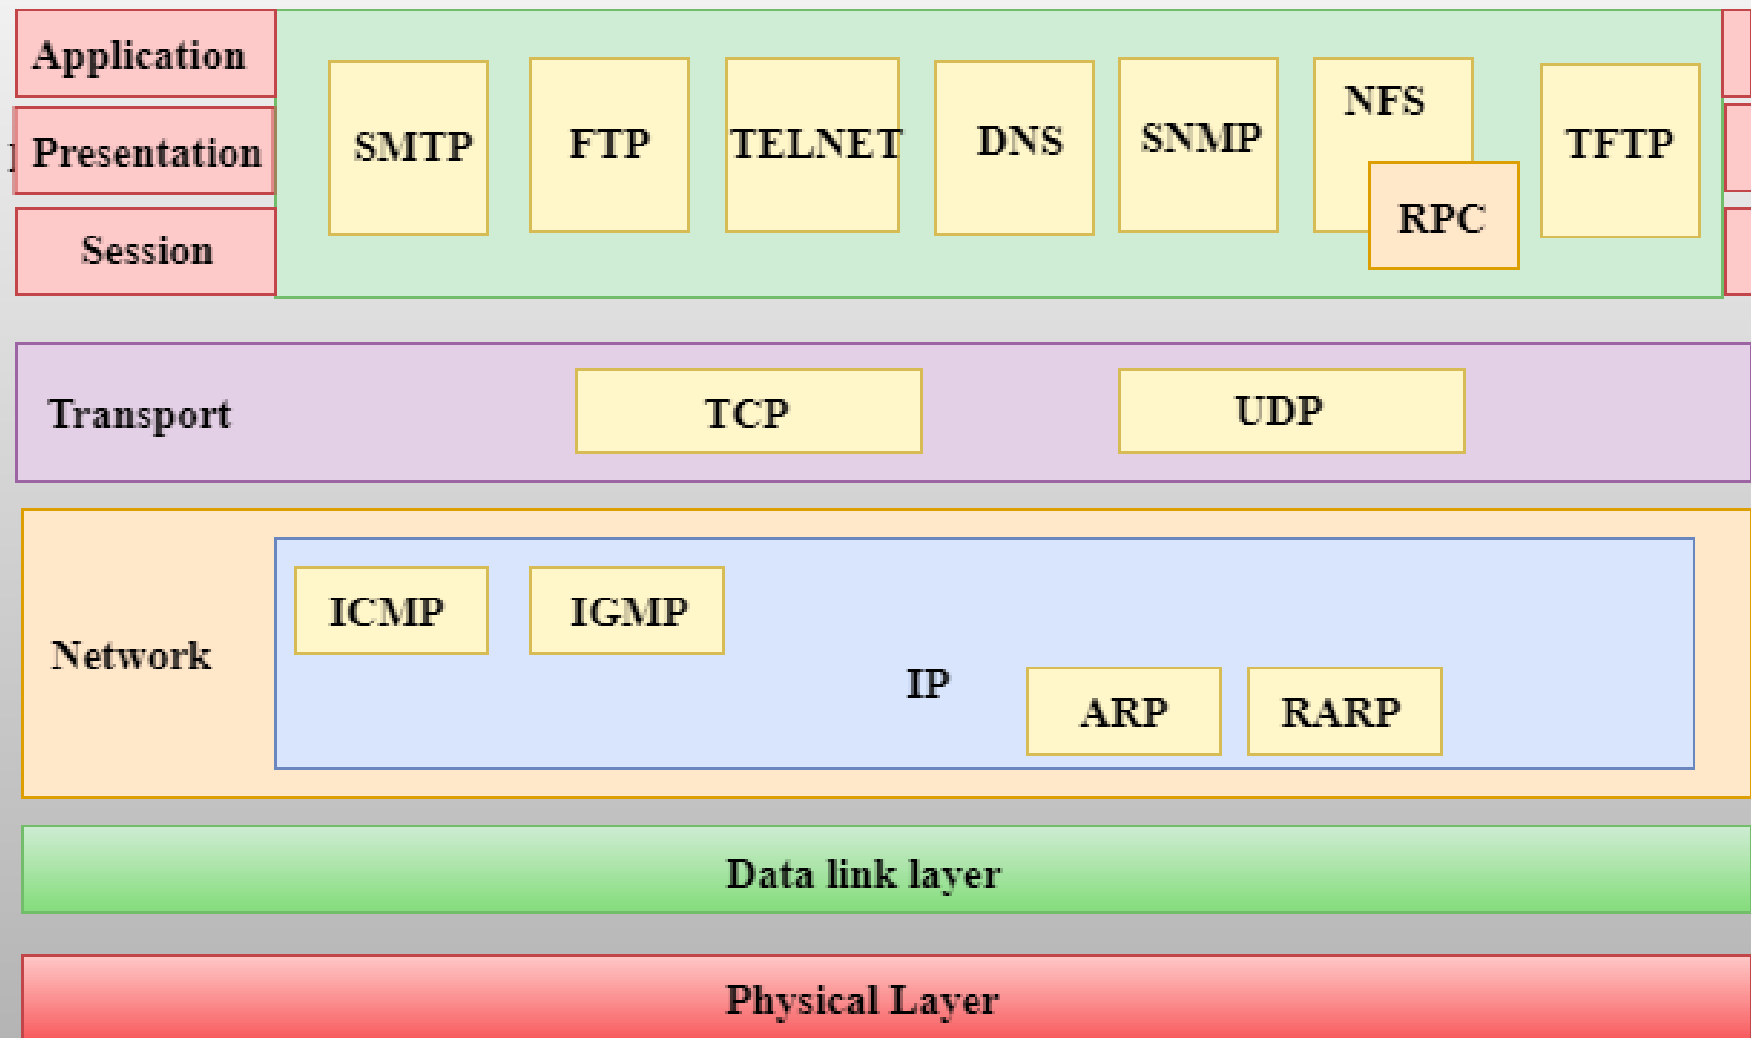 Application
Presentation
Session
SMTP
FTP
TELNET
DNS
SNMP
NFS
RPC
TFTP
Transport
TCP
UDP
Network
ICMP
IGMP
IP
ARP
RARP
Data link layer
Physical Layer